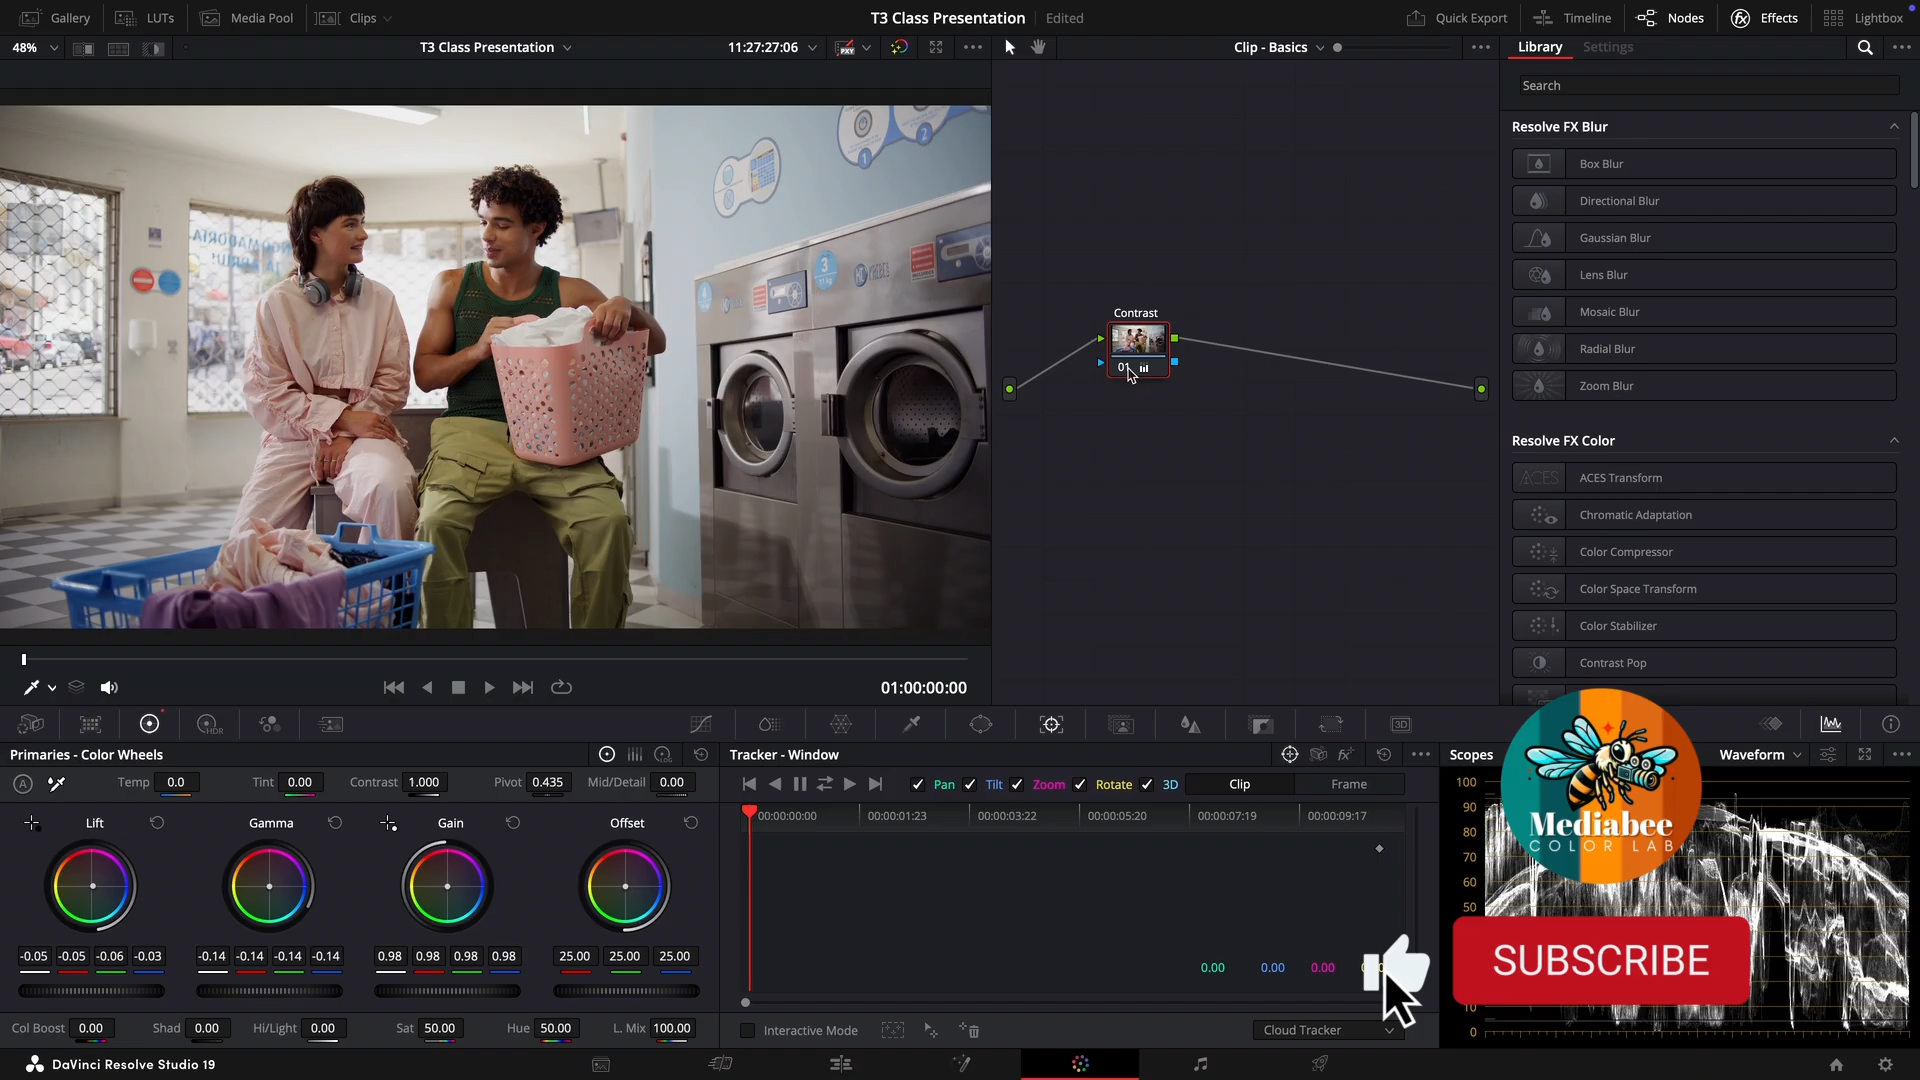 Gallery
LUTs
Media Pool
Clips
T3 Class Presentation
Edited
Quick Export
Timeline
Nodes
Effects
Lightbox
48%
T3 Class Presentation
11:27:27:06
PXY
Clip - Basics
Library
Settings
Search
Resolve FX Blur
Box Blur
Directional Blur
Gaussian Blur
Lens Blur
Mosaic Blur
Radial Blur
Zoom Blur
Resolve FX Color
ACES
ACES Transform
Chromatic Adaptation
Color Compressor
Color Space Transform
Color Stabilizer
Contrast Pop
1
2
3
Contrast
01
01:00:00:00
HDR
3D
Primaries - Color Wheels
LOG
Tracker - Window
fx
Scopes
Waveform
A
Temp 0.0
Tint 0.00
Contrast 1.000
Pivot 0.435
Mid/Detail 0.00
Pan
Tilt
Zoom
Rotate
3D
Clip
Frame
Lift
Gamma
Gain
Offset
00:00:00:00
00:00:01:23
00:00:03:22
00:00:05:20
00:00:07:19
00:00:09:17
-0.05 -0.05 -0.06 -0.03
-0.14 -0.14 -0.14 -0.14
0.98 0.98 0.98 0.98
25.00 25.00 25.00
0.00 0.00 0.00
Col Boost 0.00
Shad 0.00
Hi/Light 0.00
Sat 50.00
Hue 50.00
L. Mix 100.00
Interactive Mode
Cloud Tracker
100
90
80
70
60
50
10
0
Mediabee
COLOR LAB
SUBSCRIBE
DaVinci Resolve Studio 19